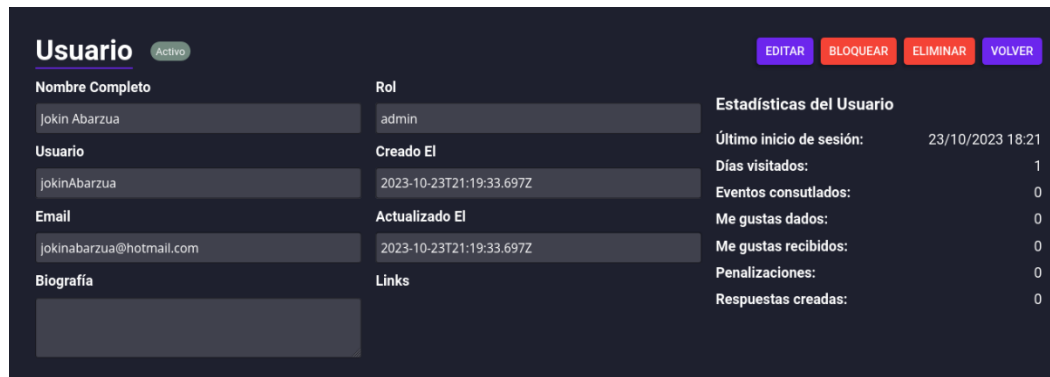 Usuario Activo
EDITAR BLOQUEAR ELIMINAR VOLVER
Nombre Completo
Jokin Abarzua
Usuario
jokinAbarzua
Email
jokinabarzua@hotmail.com
Biografía
Rol
admin
Creado El
2023-10-23T21:19:33.697Z
Actualizado El
2023-10-23T21:19:33.697Z
Links
Estadísticas del Usuario
Último inicio de sesión: 23/10/2023 18:21
Días visitados: 1
Eventos consutlados: 0
Me gustas dados: 0
Me gustas recibidos: 0
Penalizaciones: 0
Respuestas creadas: 0